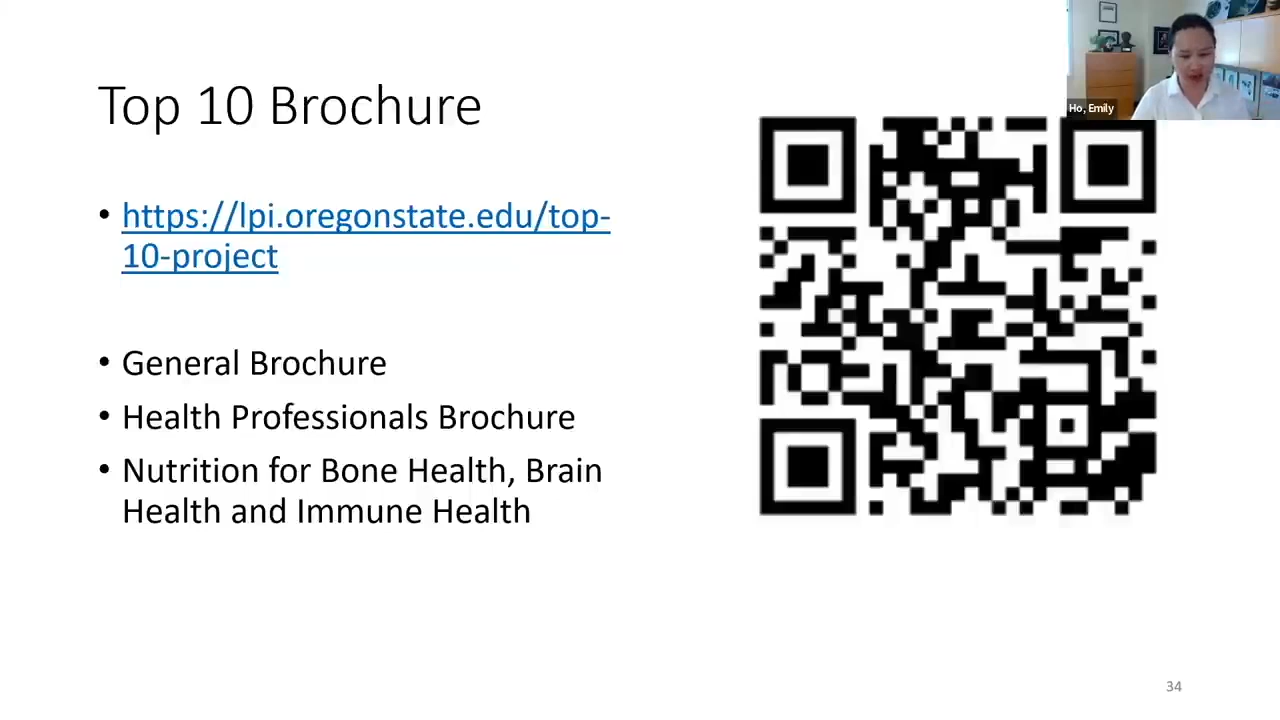 Top 10 Brochure
Ho, Emily
• https://lpi.oregonstate.edu/top-
10-project
• General Brochure
• Health Professionals Brochure
• Nutrition for Bone Health, Brain
Health and Immune Health
34